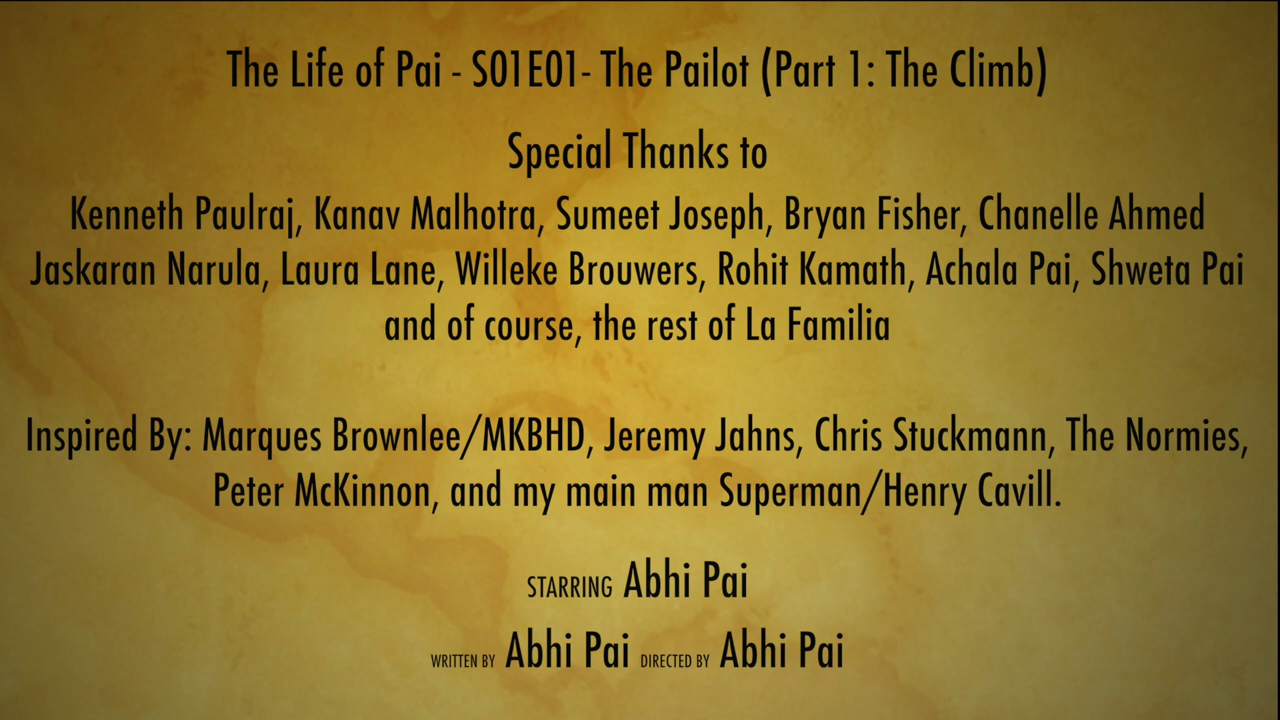 The Life of Pai - S01E01- The Pailot (Part 1: The Climb)
Special Thanks to
Kenneth Paulraj, Kanav Malhotra, Sumeet Joseph, Bryan Fisher, Chanelle Ahmed
Jaskaran Narula, Laura Lane, Willeke Brouwers, Rohit Kamath, Achala Pai, Shweta Pai
and of course, the rest of La Familia
Inspired By: Marques Brownlee/MKBHD, Jeremy Jahns, Chris Stuckmann, The Normies,
Peter McKinnon, and my main man Superman/Henry Cavill.
STARRING Abhi Pai
WRITTEN BY Abhi Pai DIRECTED BY Abhi Pai